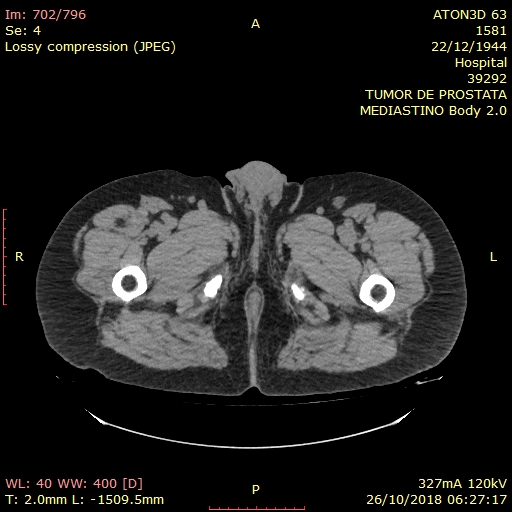 Im: 702/796
Se: 4
Lossy compression (JPEG)
A
ATON3D 63
1581
22/12/1944
Hospital
39292
TUMOR DE PROSTATA
MEDIASTINO Body 2.0
R
L
WL: 40 WW: 400 [D]
T: 2.0mm L: -1509.5mm
P
327mA 120kV
26/10/2018 06:27:17